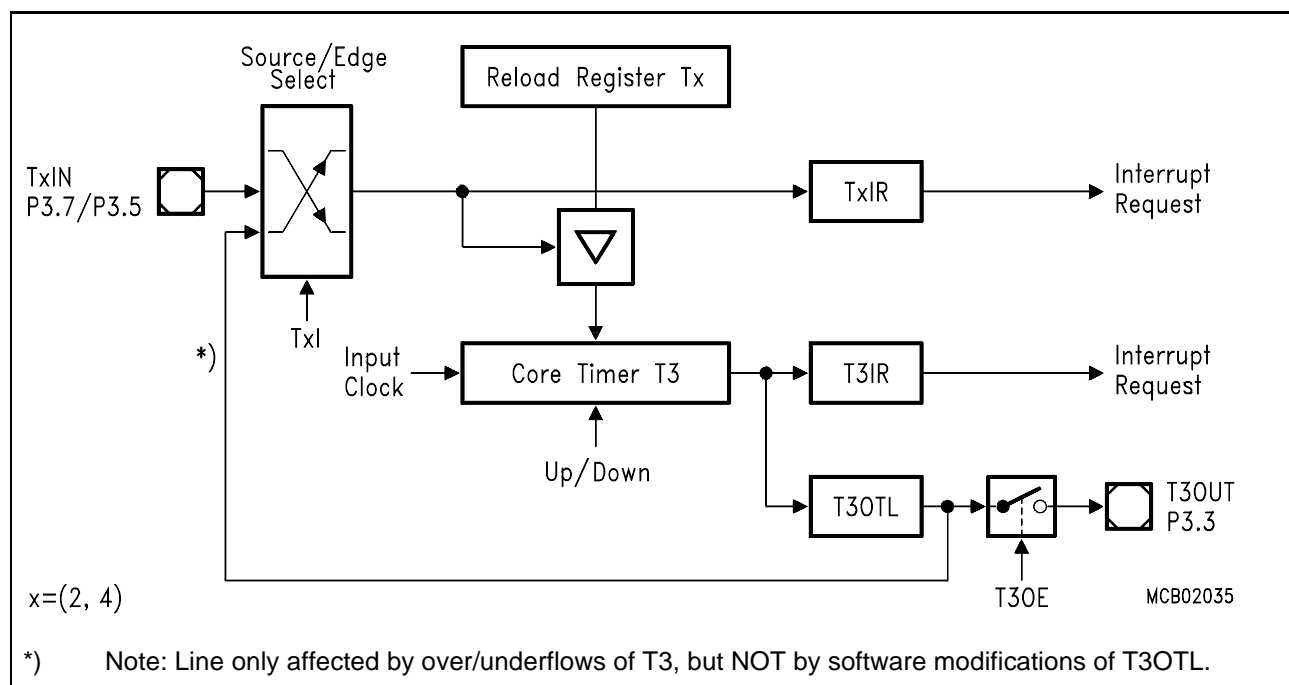 Source/Edge
Select
Reload Register Tx
TxIN
P3.7/P3.5
TxIR
Interrupt
Request
TxI
*)
Input
Clock
Core Timer T3
T3IR
Interrupt
Request
Up/Down
T3OTL
T3OUT
P3.3
x=(2, 4)
T3OE
MCB02035
*) Note: Line only affected by over/underflows of T3, but NOT by software modifications of T3OTL.